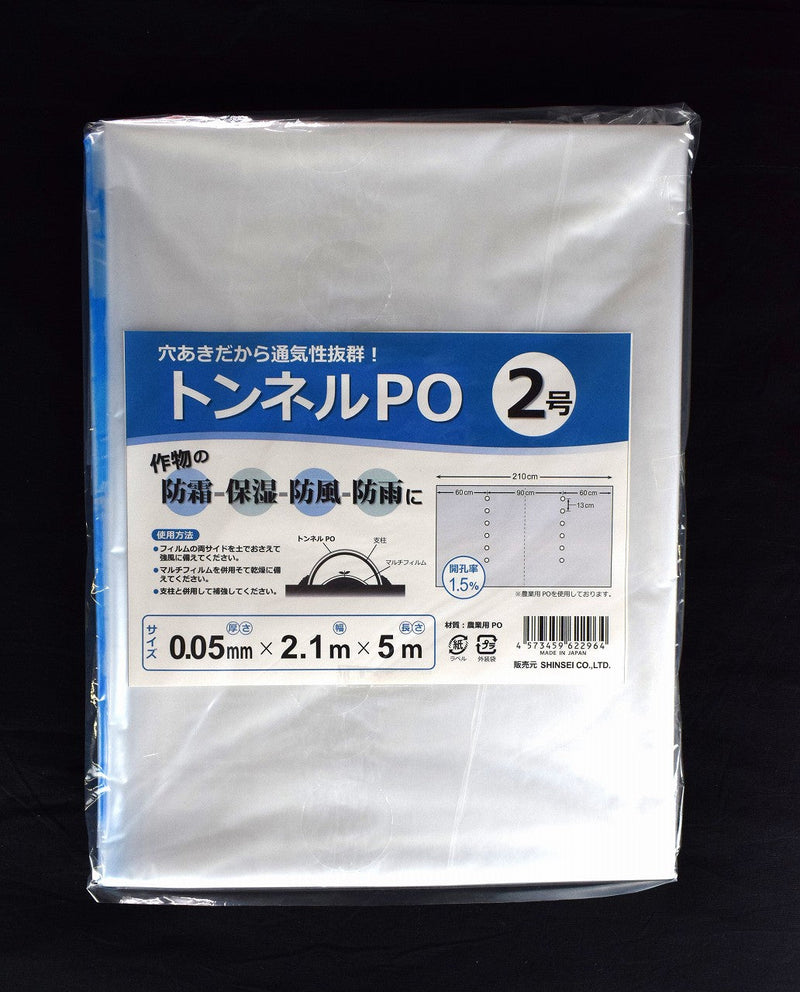 穴あきだから通気性抜群！
トンネルPO 2号
作物の
防霜-保湿-防風-防雨に
使用方法
●フィルムの両サイドを土でおさえて
強風に備えてください。
●マルチフィルムを併用そて乾燥に備
えてください。
●支柱と併用して補強してください。
トンネルPO
支柱
マルチフィルム
210cm
60cm
90cm
60cm
13cm
開孔率
1.5%
※農業用POを使用しております。
サイズ
厚さ 幅 長さ
0.05mm×2.1m×5m
材質：農業用PO
紙
ラベル
プラ
外装袋
4 573459 622964
MADE IN JAPAN
販売元 SHINSEI CO.,LTD.